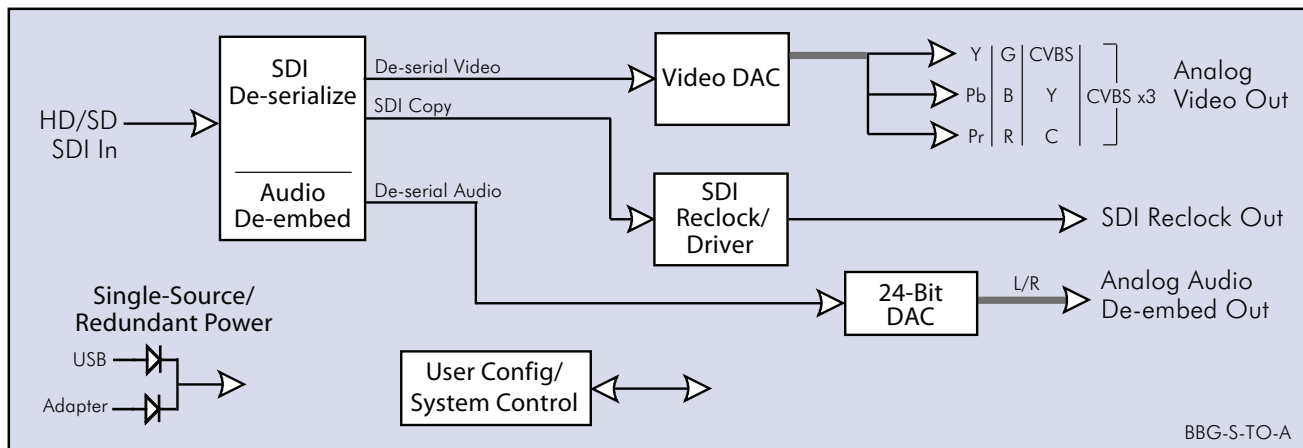 HD/SD
SDI In
SDI
De-serialize
Audio
De-embed
De-serial Video
SDI Copy
De-serial Audio
Video DAC
Y | G | CVBS
Pb | B | Y | CVBS x3
Pr | R | C
Analog
Video Out
SDI
Reclock/
Driver
SDI Reclock Out
24-Bit
DAC
L/R
Analog Audio
De-embed Out
Single-Source/
Redundant Power
USB
Adapter
User Config/
System Control
BBG-S-TO-A